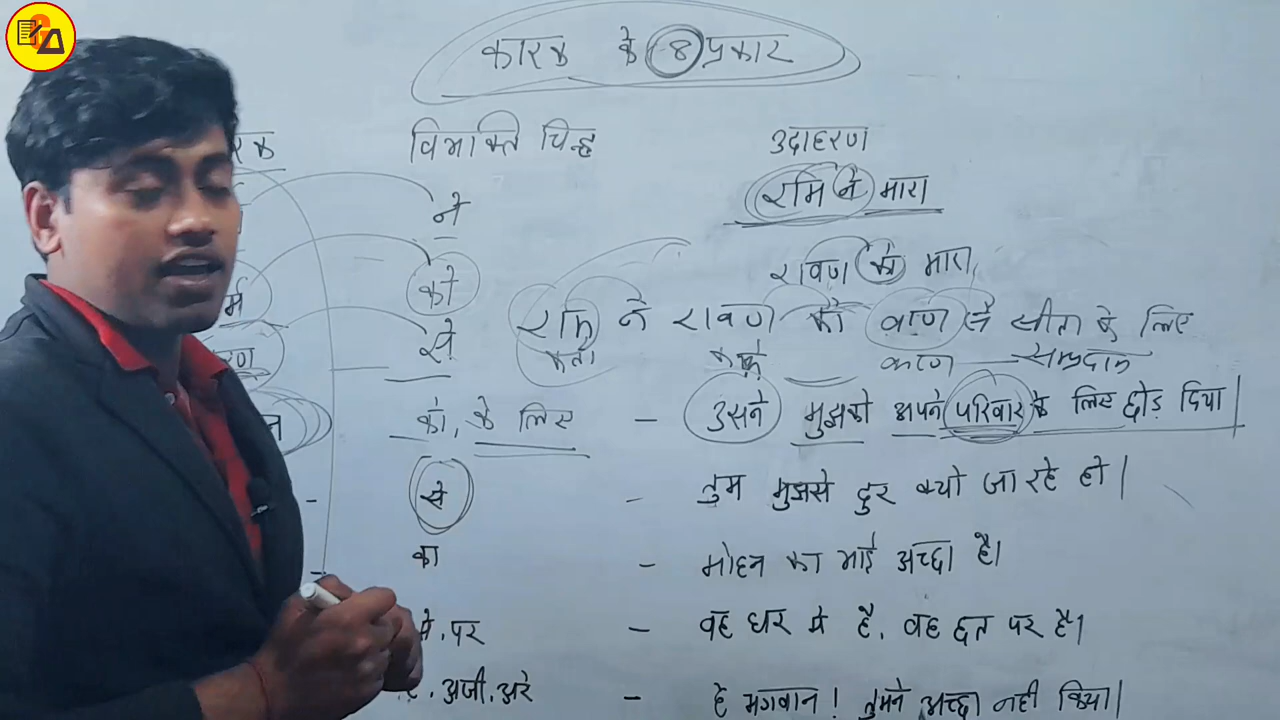 कारक के 8 प्रकार
विभक्ति चिन्ह उदाहरण
ने राम ने मारा
को रावण को मारा
से राम ने रावण को वाण से सीता के लिए
कर्ता करण सम्प्रदान
को, के लिए - उसने मुझको अपने परिवार के लिए छोड़ दिया|
- से - तुम मुझसे दुर क्यो जा रहे हो|
का - मोहन का भाई अच्छा है|
मे, पर - वह घर मे है, वह छत पर है|
अजी, अरे - हे भगवान! तुमने अच्छा नही किया|